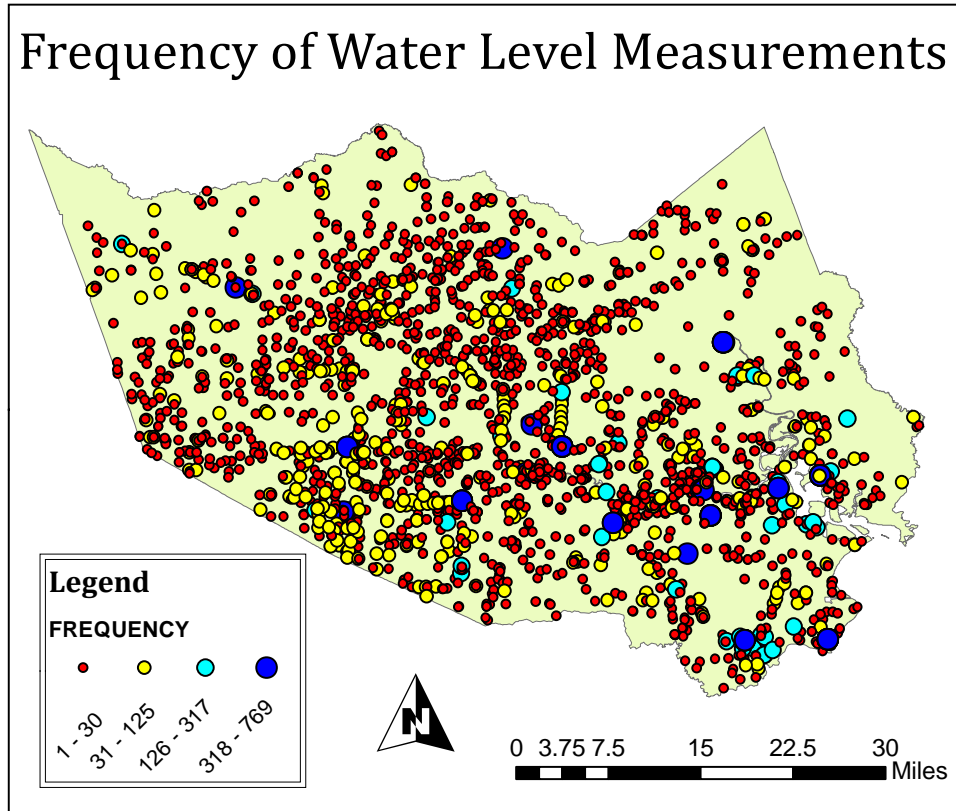 Frequency of Water Level Measurements
Legend
FREQUENCY
1 - 30
31 - 125
126 - 317
318 - 769
N
0 3.75 7.5 15 22.5 30
Miles